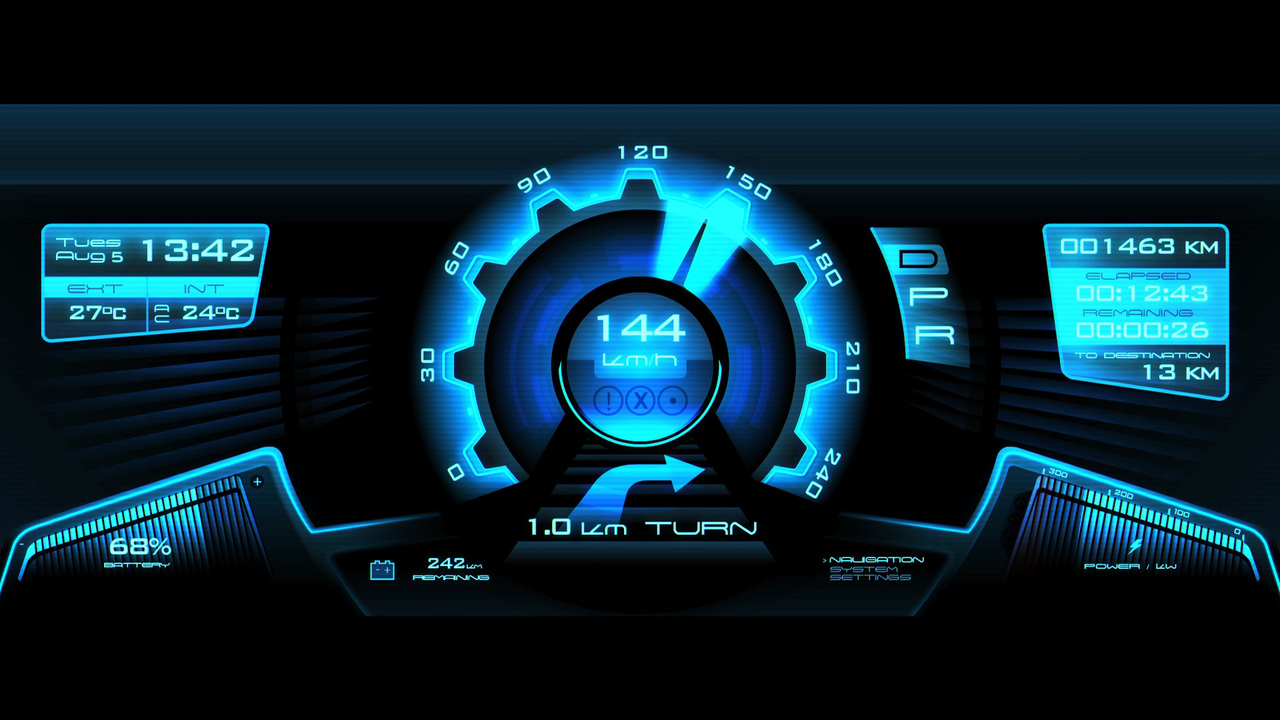 Tues
Aug 5
13:42
EXT
INT
27ºC
AC
24ºC
0
30
60
90
120
150
180
210
240
144
km/h
! X
D
P
R
001463 KM
ELAPSED
00:12:43
REMAINING
00:00:26
TO DESTINATION
13 KM
1.0 km TURN
+
-
68%
BATTERY
- +
242 KM
REMAINING
> NAVIGATION
SYSTEM
SETTINGS
300
200
100
0
POWER / kW